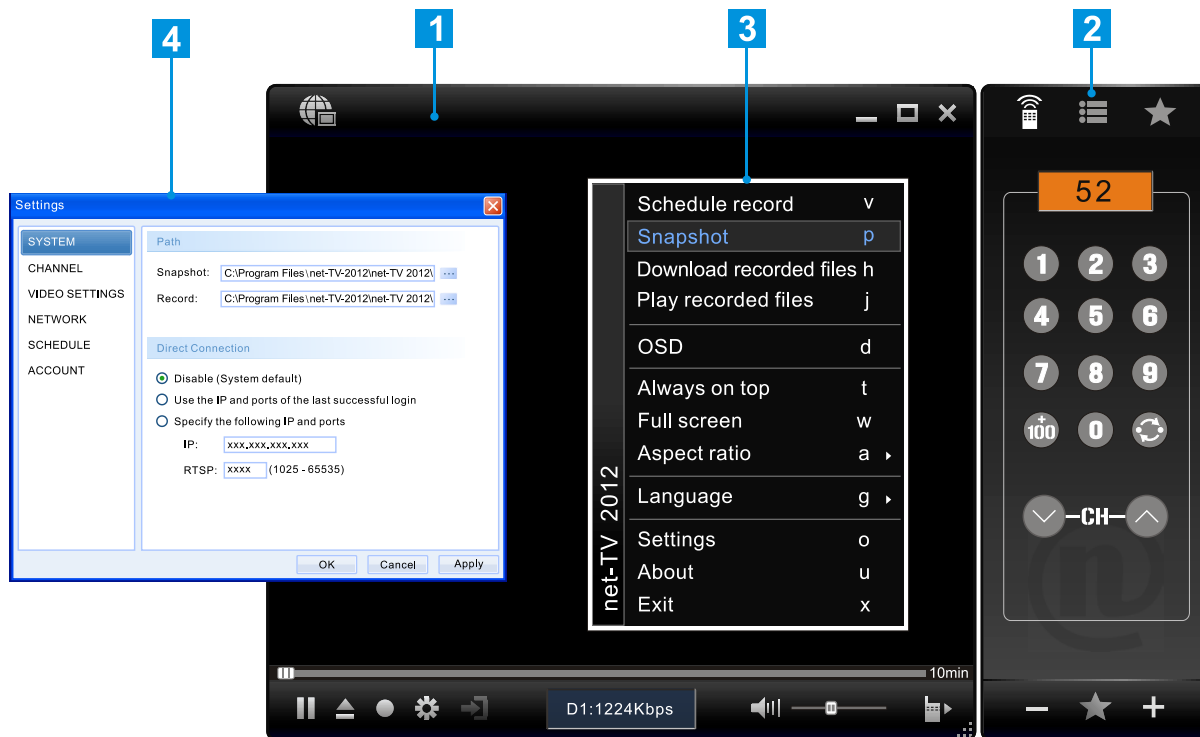 4
1
3
2
Settings
SYSTEM
CHANNEL
VIDEO SETTINGS
NETWORK
SCHEDULE
ACCOUNT
Path
Snapshot: C:\Program Files\net-TV-2012\net-TV 2012\ ...
Record: C:\Program Files\net-TV-2012\net-TV 2012\ ...
Direct Connection
Disable (System default)
Use the IP and ports of the last successful login
Specify the following IP and ports
IP: xxx.xxx.xxx.xxx
RTSP: xxxx (1025 - 65535)
OK Cancel Apply
net-TV 2012
Schedule record v
Snapshot p
Download recorded files h
Play recorded files j
OSD d
Always on top t
Full screen w
Aspect ratio a
Language g
Settings o
About u
Exit x
10min
D1:1224Kbps
52
1 2 3
4 5 6
7 8 9
+100 0
-CH-
@n